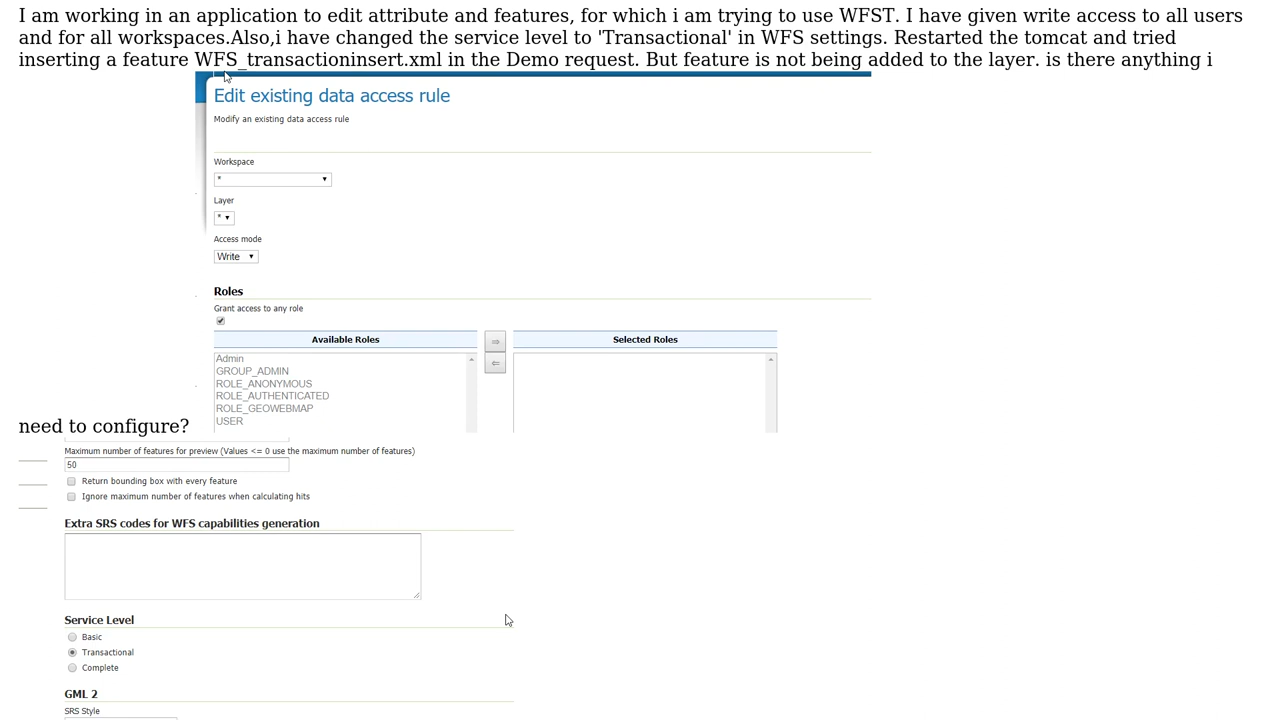 I am working in an application to edit attribute and features, for which i am trying to use WFST. I have given write access to all users
and for all workspaces.Also,i have changed the service level to 'Transactional' in WFS settings. Restarted the tomcat and tried
inserting a feature WFS_transactioninsert.xml in the Demo request. But feature is not being added to the layer. is there anything i
Edit existing data access rule
Modify an existing data access rule
Workspace
*
Layer
*
Access mode
Write
Roles
Grant access to any role
Available Roles
Selected Roles
Admin
GROUP_ADMIN
ROLE_ANONYMOUS
ROLE_AUTHENTICATED
ROLE_GEOWEBMAP
USER
need to configure?
Maximum number of features for preview (Values <= 0 use the maximum number of features)
50
Return bounding box with every feature
Ignore maximum number of features when calculating hits
Extra SRS codes for WFS capabilities generation
Service Level
Basic
Transactional
Complete
GML 2
SRS Style